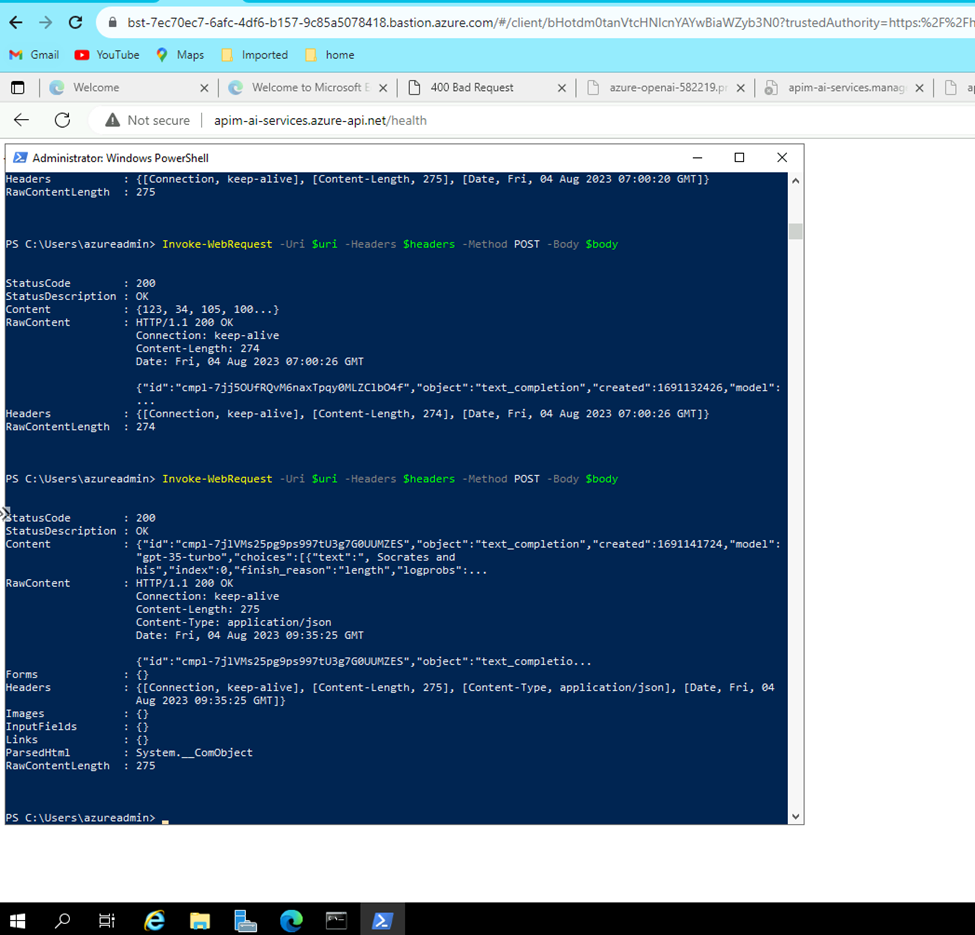 bst-7ec70ec7-6afc-4df6-b157-9c85a5078418.bastion.azure.com/#/client/bHotdm0tanVtcHNlcnYAYwBiaWZyb3N0?trustedAuthority=https:%2F%2Fh
Gmail YouTube Maps Imported home
Welcome Welcome to Microsoft E 400 Bad Request azure-openai-582219.p apim-ai-services.manag ap
Not secure apim-ai-services.azure-api.net/health
Administrator: Windows PowerShell
Headers : {[Connection, keep-alive], [Content-Length, 275], [Date, Fri, 04 Aug 2023 07:00:20 GMT]}
RawContentLength : 275
PS C:\Users\azureadmin> Invoke-WebRequest -Uri $uri -Headers $headers -Method POST -Body $body
StatusCode : 200
StatusDescription : OK
Content : {123, 34, 105, 100...}
RawContent : HTTP/1.1 200 OK
Connection: keep-alive
Content-Length: 274
Date: Fri, 04 Aug 2023 07:00:26 GMT
{"id":"cmpl-7jj5OUfRQvM6naxTpqy0MLZClbO4f","object":"text_completion","created":1691132426,"model":
...
Headers : {[Connection, keep-alive], [Content-Length, 274], [Date, Fri, 04 Aug 2023 07:00:26 GMT]}
RawContentLength : 274
PS C:\Users\azureadmin> Invoke-WebRequest -Uri $uri -Headers $headers -Method POST -Body $body
StatusCode : 200
StatusDescription : OK
Content : {"id":"cmpl-7jlVMs25pg9ps997tU3g7G0UUMZES","object":"text_completion","created":1691141724,"model":
"gpt-35-turbo","choices":[{"text":", Socrates and
his","index":0,"finish_reason":"length","logprobs":...
RawContent : HTTP/1.1 200 OK
Connection: keep-alive
Content-Length: 275
Content-Type: application/json
Date: Fri, 04 Aug 2023 09:35:25 GMT
{"id":"cmpl-7jlVMs25pg9ps997tU3g7G0UUMZES","object":"text_completio...
Forms : {}
Headers : {[Connection, keep-alive], [Content-Length, 275], [Content-Type, application/json], [Date, Fri, 04
Aug 2023 09:35:25 GMT]}
Images : {}
InputFields : {}
Links : {}
ParsedHtml : System.__ComObject
RawContentLength : 275
PS C:\Users\azureadmin>